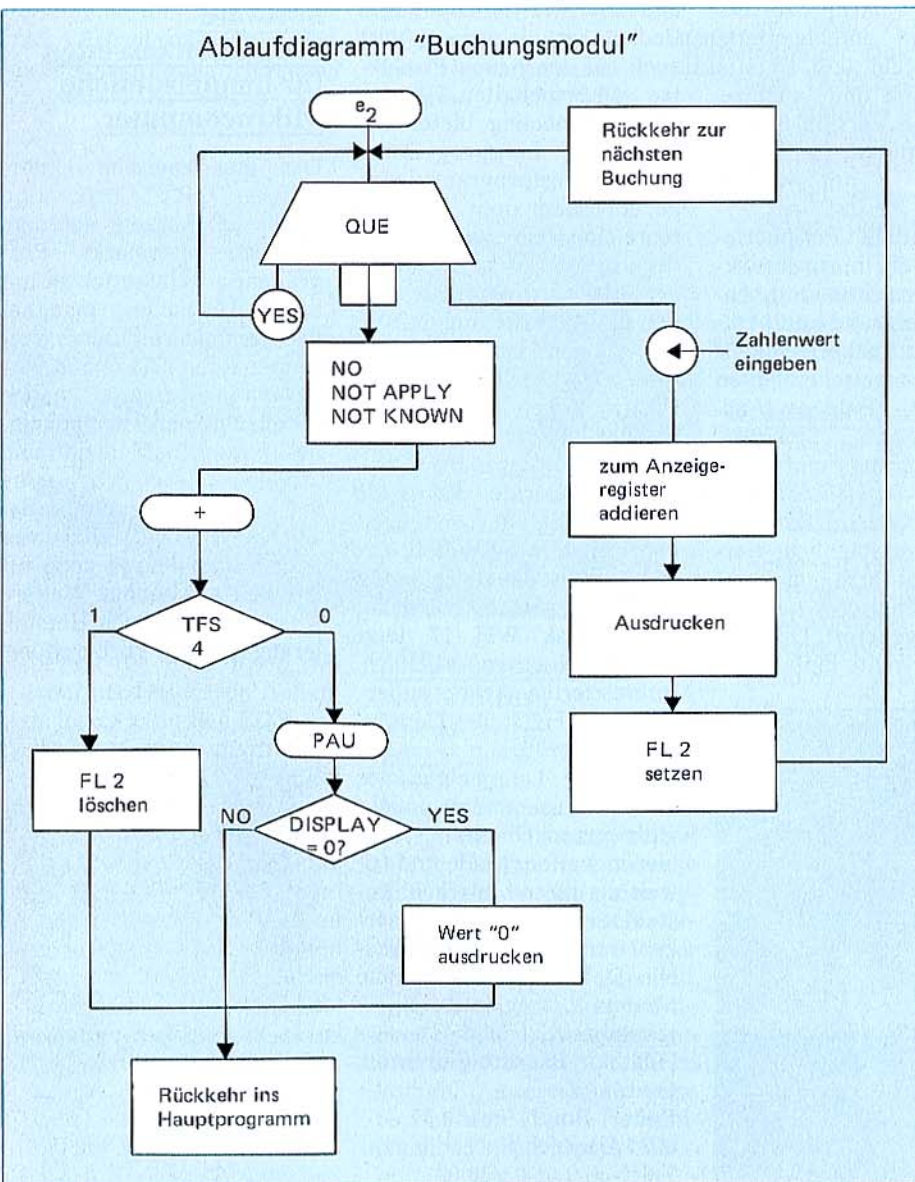 Ablaufdiagramm "Buchungsmodul"
e2
Rückkehr zur
nächsten
Buchung
QUE
YES
Zahlenwert
eingeben
NO
NOT APPLY
NOT KNOWN
zum Anzeige-
register
addieren
+
1
TFS
4
0
Ausdrucken
PAU
FL 2
löschen
FL 2
setzen
NO
DISPLAY
= 0?
YES
Wert "0"
ausdrucken
Rückkehr ins
Hauptprogramm